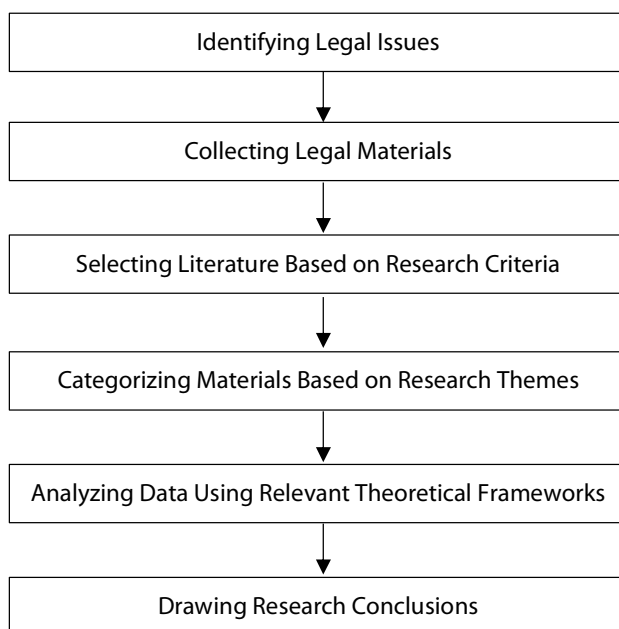 Identifying Legal Issues
Collecting Legal Materials
Selecting Literature Based on Research Criteria
Categorizing Materials Based on Research Themes
Analyzing Data Using Relevant Theoretical Frameworks
Drawing Research Conclusions